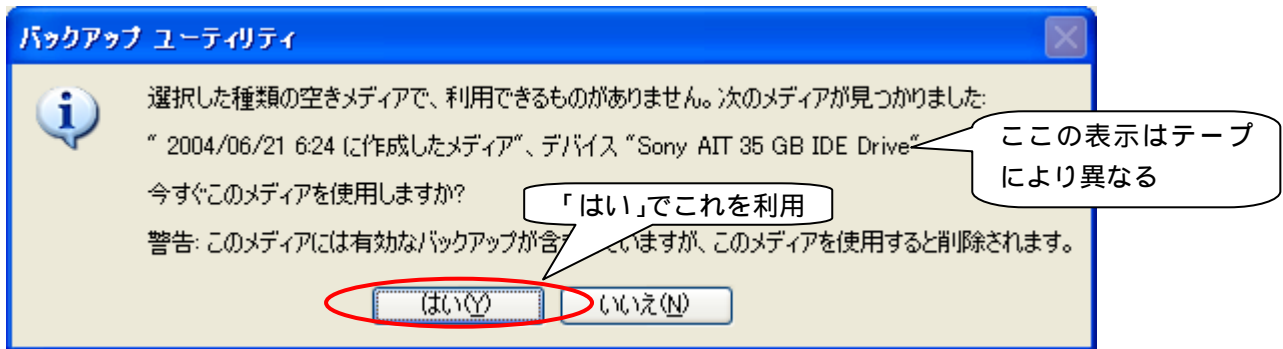 バックアップ ユーティリティ
選択した種類の空きメディアで、利用できるものがありません。次のメディアが見つかりました:
“ 2004/06/21 6:24 に作成したメディア”、デバイス “Sony AIT 35 GB IDE Drive”
ここの表示はテープ
により異なる
今すぐこのメディアを使用しますか?
「はい」でこれを利用
警告: このメディアには有効なバックアップが含 ていますが、このメディアを使用すると削除されます。
はい(Y)
いいえ(N)